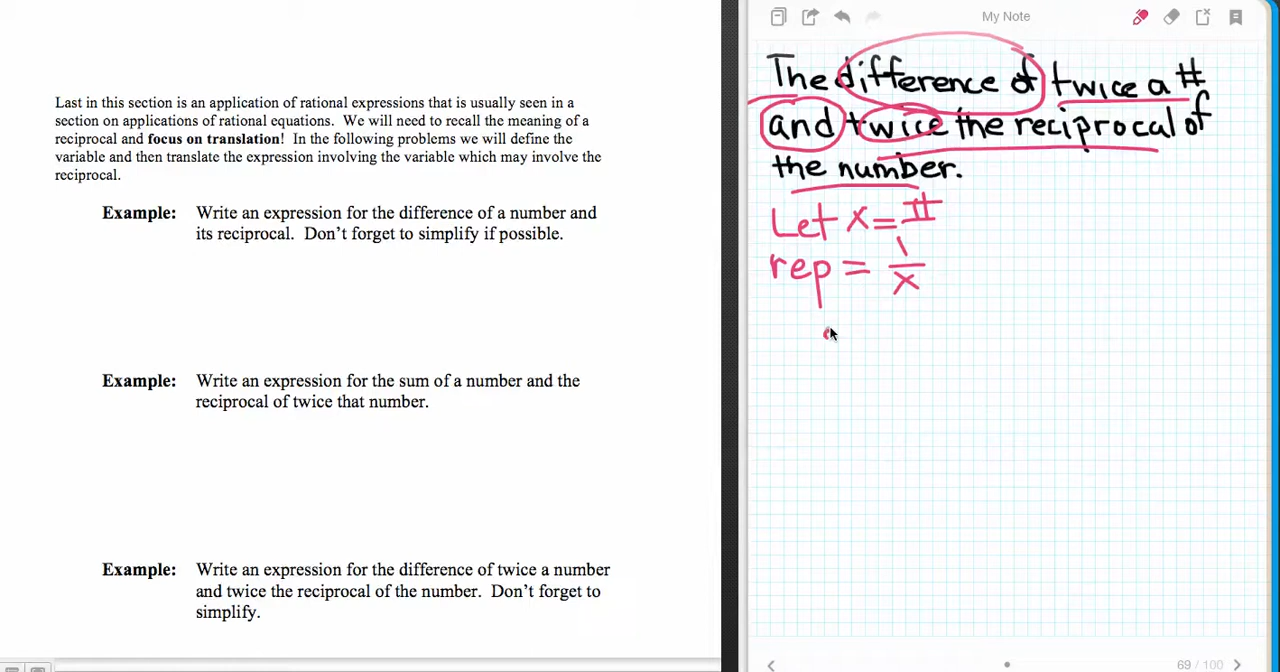 Last in this section is an application of rational expressions that is usually seen in a
section on applications of rational equations. We will need to recall the meaning of a
reciprocal and focus on translation! In the following problems we will define the
variable and then translate the expression involving the variable which may involve the
reciprocal.
Example: Write an expression for the difference of a number and
its reciprocal. Don't forget to simplify if possible.
Example: Write an expression for the sum of a number and the
reciprocal of twice that number.
Example: Write an expression for the difference of twice a number
and twice the reciprocal of the number. Don't forget to
simplify.
My Note
The difference of twice a #
and twice the reciprocal of
the number.
Let x = #
rep = 1/x
69 / 100